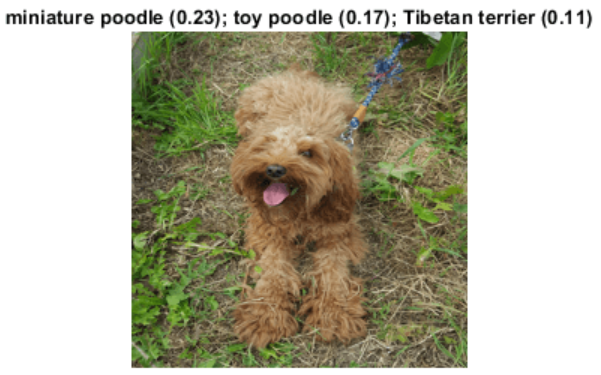 miniature poodle (0.23); toy poodle (0.17); Tibetan terrier (0.11)